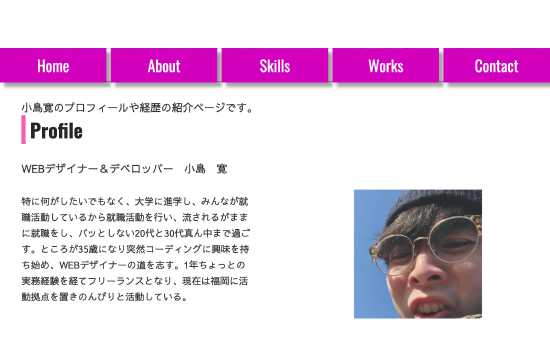 Home About Skills Works Contact
小島寛のプロフィールや経歴の紹介ページです。
Profile
WEBデザイナー＆デベロッパー　小島　寛
特に何がしたいでもなく、大学に進学し、みんなが就
職活動しているから就職活動を行い、流されるがまま
に就職をし、パッとしない20代と30代真ん中まで過ご
す。ところが35歳になり突然コーディングに興味を持
ち始め、WEBデザイナーの道を志す。1年ちょっとの
実務経験を経てフリーランスとなり、現在は福岡に活
動拠点を置きのんびりと活動している。